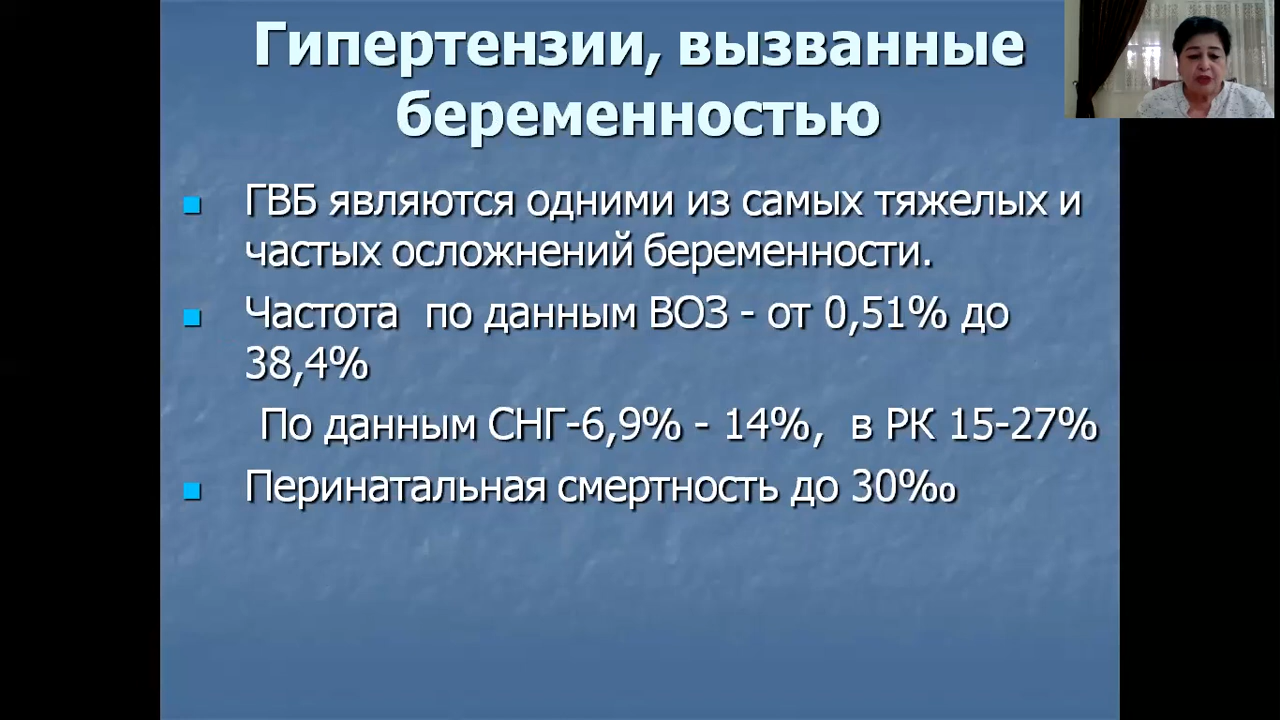 Гипертензии, вызванные
беременностью
ГВБ являются одними из самых тяжелых и
частых осложнений беременности.
Частота по данным ВОЗ - от 0,51% до
38,4%
По данным СНГ-6,9% - 14%, в РК 15-27%
Перинатальная смертность до 30‰